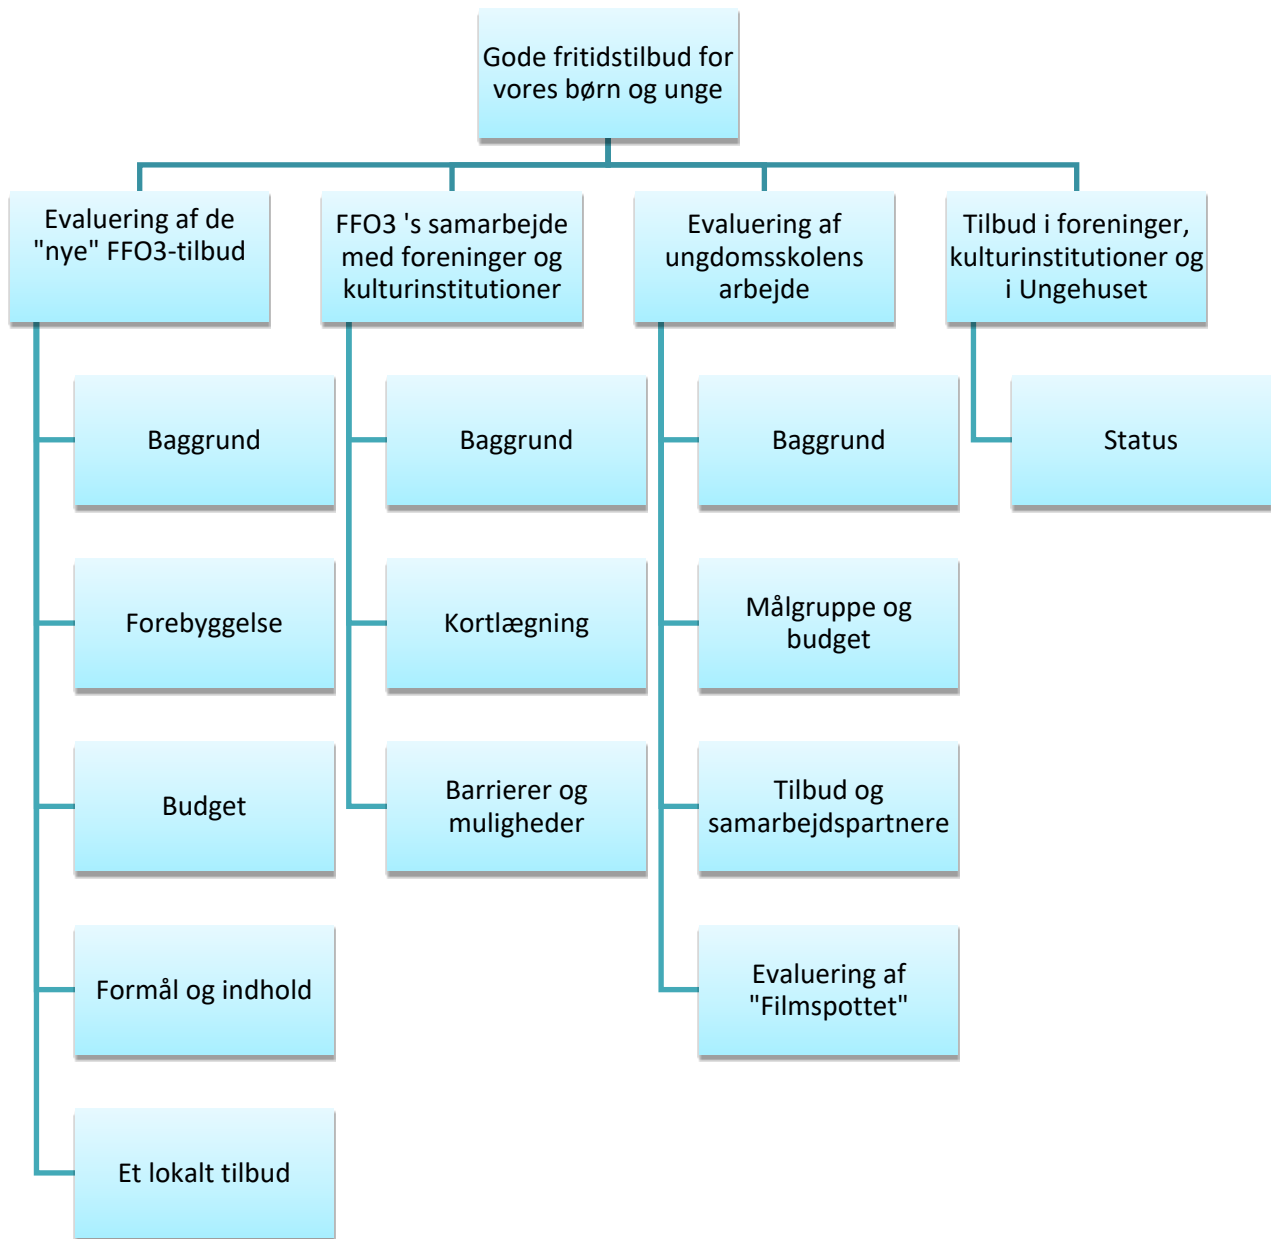 Gode fritidstilbud for
vores børn og unge
Evaluering af de
"nye" FFO3-tilbud
Baggrund
Forebyggelse
Budget
Formål og indhold
Et lokalt tilbud
FFO3 's samarbejde
med foreninger og
kulturinstitutioner
Baggrund
Kortlægning
Barrierer og
muligheder
Evaluering af
ungdomsskolens
arbejde
Baggrund
Målgruppe og
budget
Tilbud og
samarbejdspartnere
Evaluering af
"Filmspottet"
Tilbud i foreninger,
kulturinstitutioner og
i Ungehuset
Status